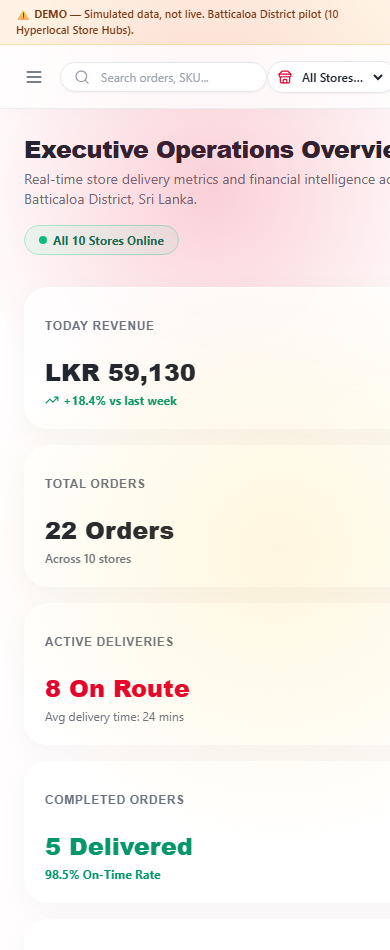 ⚠️ DEMO — Simulated data, not live. Batticaloa District pilot (10
Hyperlocal Store Hubs).
Search orders, SKU...
All Stores...
Executive Operations
Real-time store delivery metrics and financial intelligence
Batticaloa District, Sri Lanka.
All 10 Stores Online
TODAY REVENUE
LKR 59,130
+18.4% vs last week
TOTAL ORDERS
22 Orders
Across 10 stores
ACTIVE DELIVERIES
8 On Route
Avg delivery time: 24 mins
COMPLETED ORDERS
5 Delivered
98.5% On-Time Rate